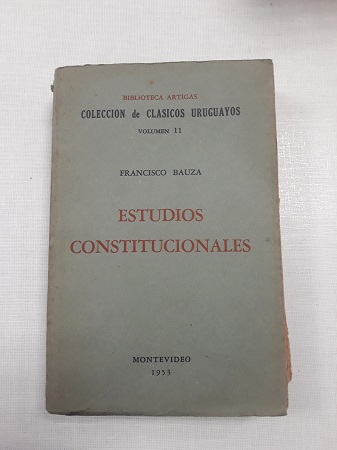 BIBLIOTECA ARTIGAS
COLECCION de CLASICOS URUGUAYOS
VOLUMEN 11
FRANCISCO BAUZA
ESTUDIOS
CONSTITUCIONALES
MONTEVIDEO
1953